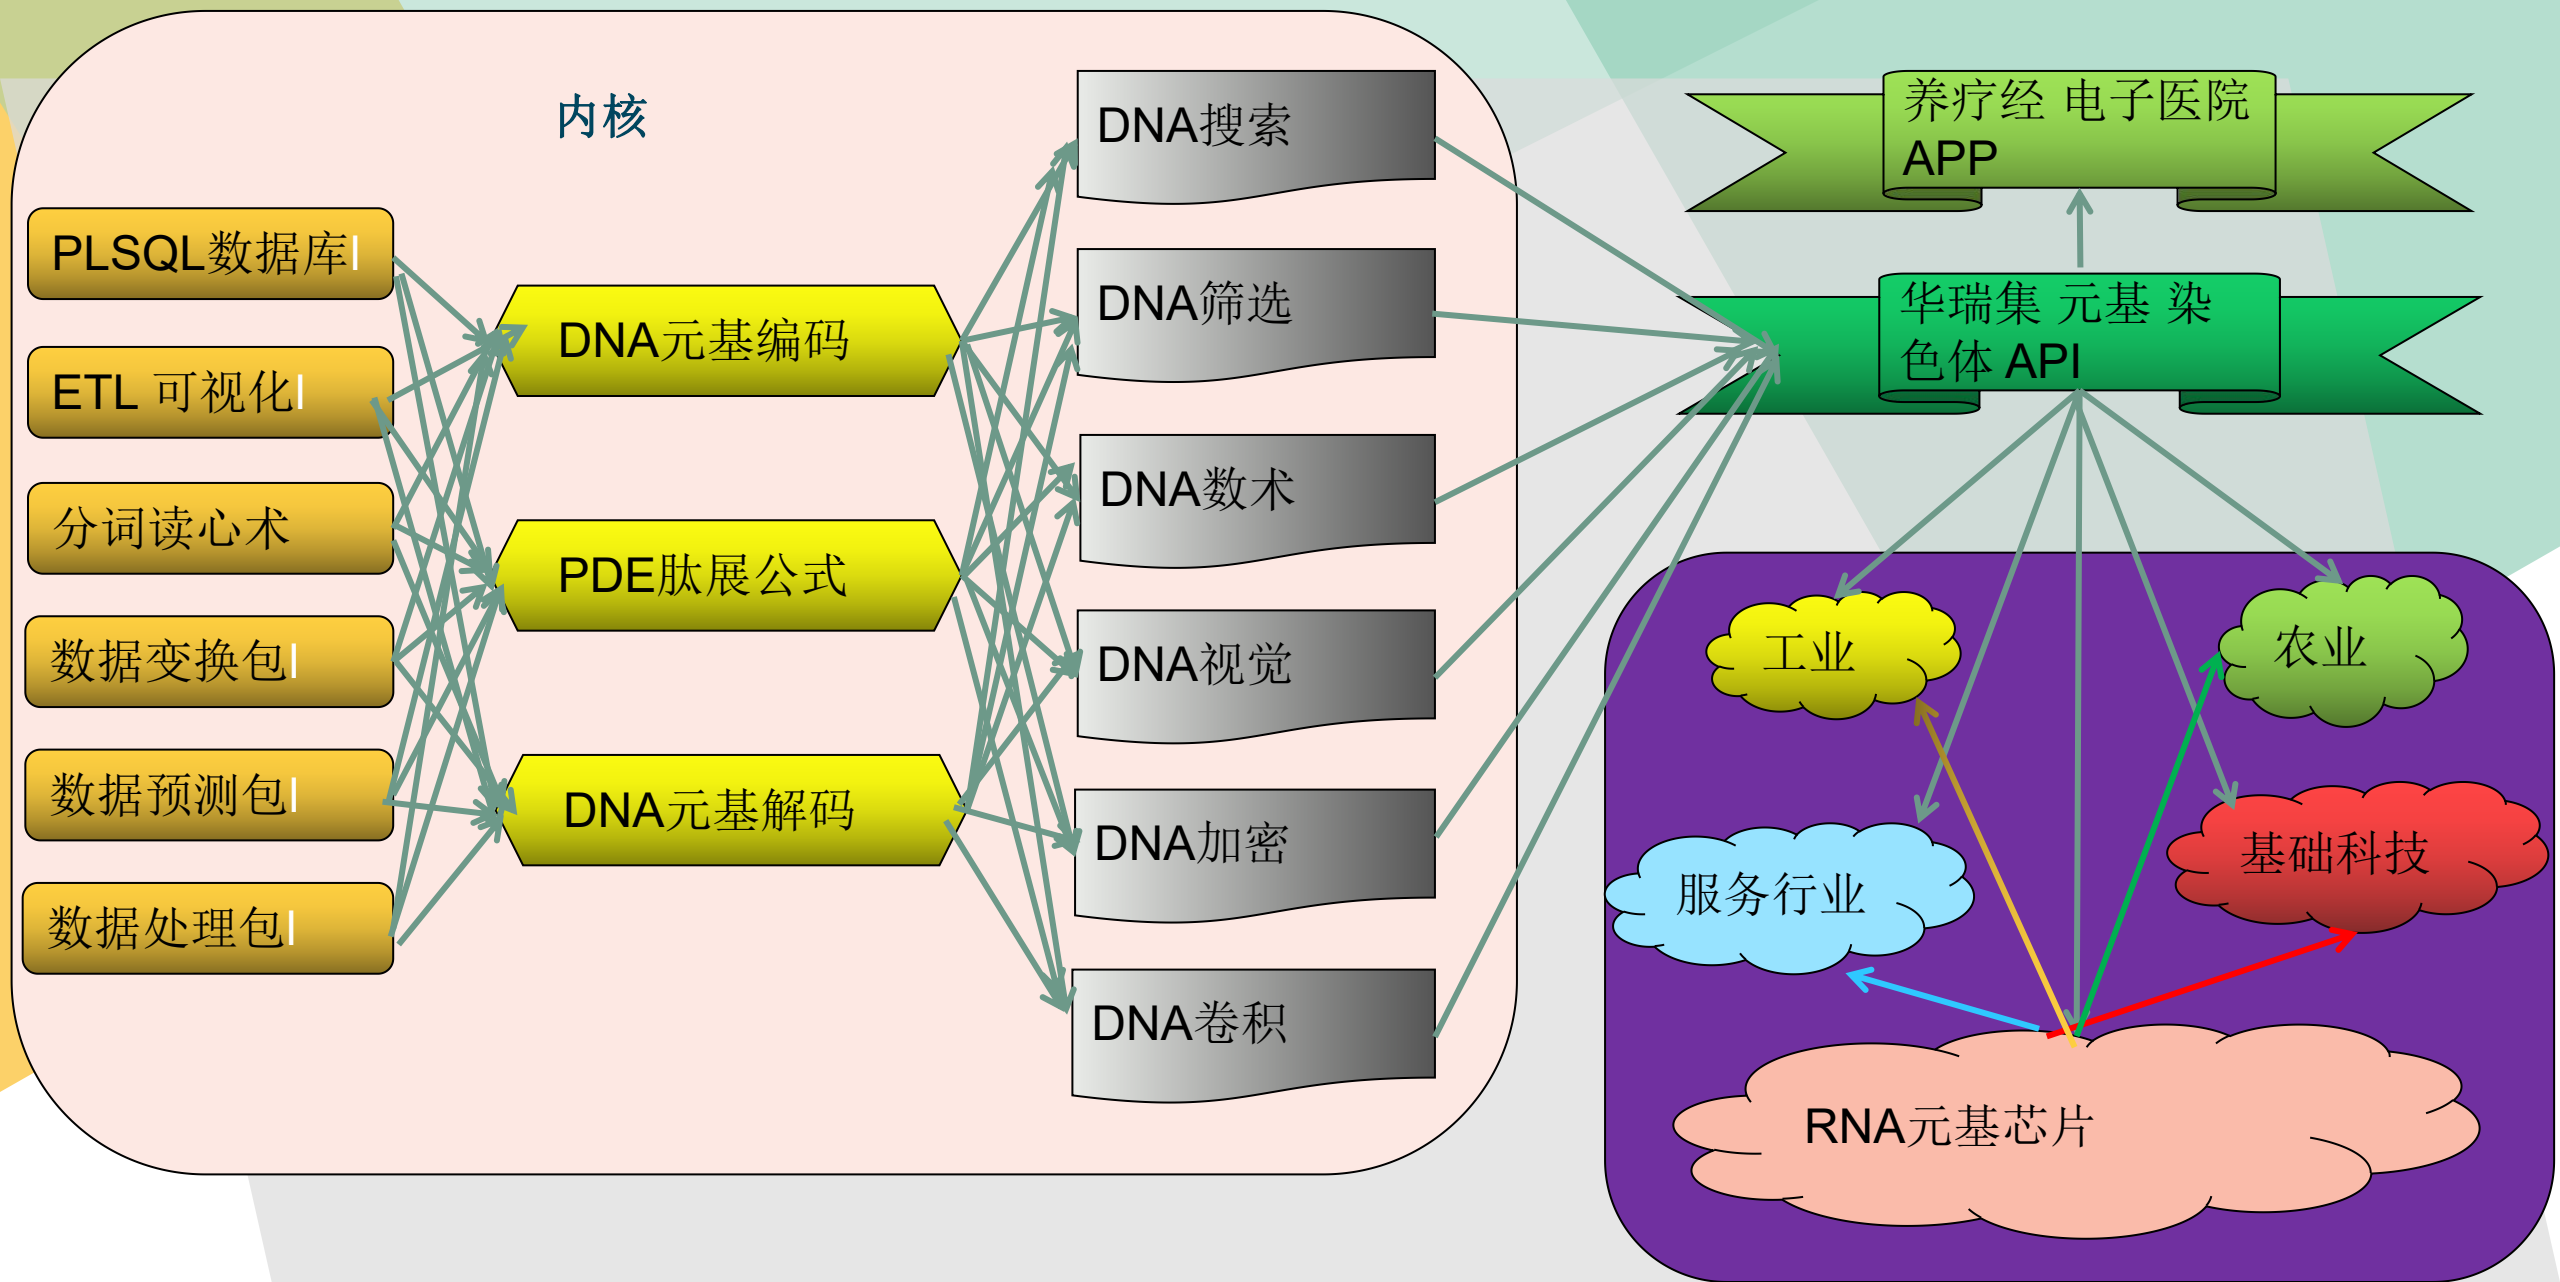 内核
PLSQL数据库l
ETL 可视化l
分词读心术
数据变换包l
数据预测包l
数据处理包l
DNA元基编码
PDE肽展公式
DNA元基解码
DNA搜索
DNA筛选
DNA数术
DNA视觉
DNA加密
DNA卷积
养疗经 电子医院
APP
华瑞集 元基 染
色体 API
工业
农业
服务行业
基础科技
RNA元基芯片